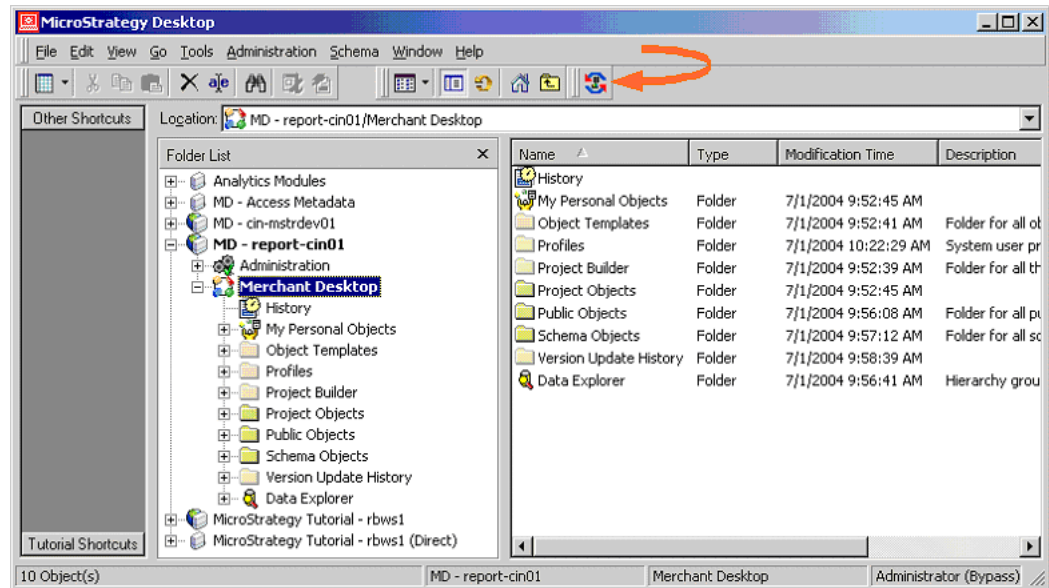 MicroStrategy Desktop
File Edit View Go Tools Administration Schema Window Help
Other Shortcuts
Location: MD - report-cin01/Merchant Desktop
Folder List
Analytics Modules
MD - Access Metadata
MD - cin-mstrdev01
MD - report-cin01
Administration
Merchant Desktop
History
My Personal Objects
Object Templates
Profiles
Project Builder
Project Objects
Public Objects
Schema Objects
Version Update History
Data Explorer
MicroStrategy Tutorial - rbws1
MicroStrategy Tutorial - rbws1 (Direct)
Name Type Modification Time Description
History
My Personal Objects Folder 7/1/2004 9:52:45 AM
Object Templates Folder 7/1/2004 9:52:41 AM Folder for all ob
Profiles Folder 7/1/2004 10:22:29 AM System user pr
Project Builder Folder 7/1/2004 9:52:39 AM Folder for all th
Project Objects Folder 7/1/2004 9:52:45 AM
Public Objects Folder 7/1/2004 9:56:08 AM Folder for all pu
Schema Objects Folder 7/1/2004 9:57:12 AM Folder for all sc
Version Update History Folder 7/1/2004 9:58:39 AM
Data Explorer Folder 7/1/2004 9:56:41 AM Hierarchy grou
Tutorial Shortcuts
10 Object(s) MD - report-cin01 Merchant Desktop Administrator (Bypass)